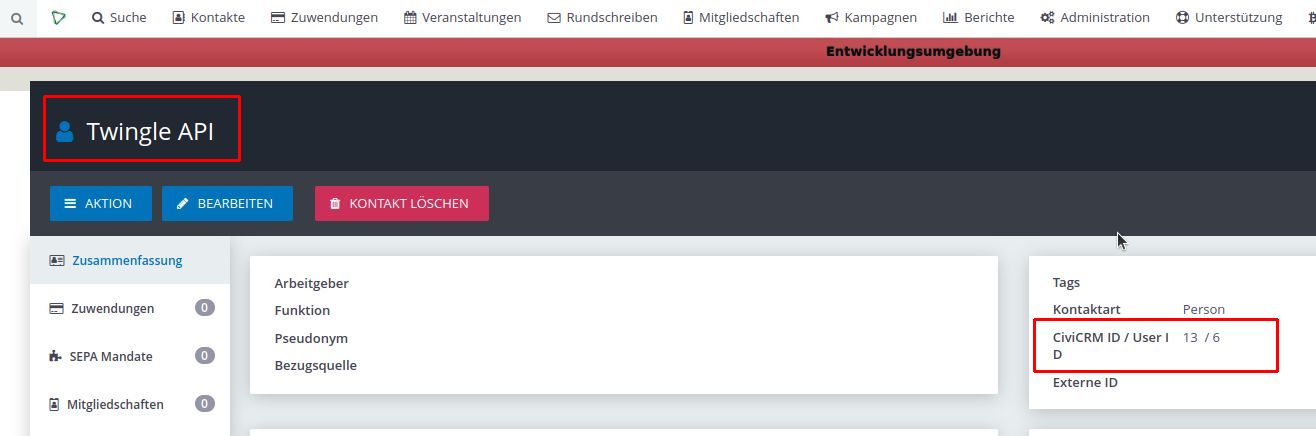 Suche Kontakte Zuwendungen Veranstaltungen Rundschreiben Mitgliedschaften Kampagnen Berichte Administration Unterstützung
Entwicklungsumgebung
Twingle API
AKTION BEARBEITEN KONTAKT LÖSCHEN
Zusammenfassung
Zuwendungen 0
SEPA Mandate 0
Mitgliedschaften 0
Arbeitgeber
Funktion
Pseudonym
Bezugsquelle
Tags
Kontaktart Person
CiviCRM ID / User I 13 / 6
D
Externe ID